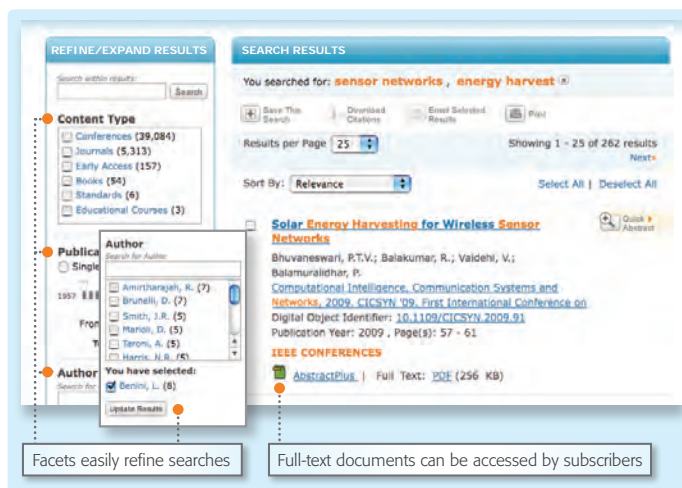 REFINE/EXPAND RESULTS
Search within results:
Search
Content Type
Conferences (39,084)
Journals (5,313)
Early Access (157)
Books (54)
Standards (6)
Educational Courses (3)
Publica
Single
1957
From
T
Author
Search for
Author
Search for Author
Amirtharajah, R. (7)
Brunelli, D. (7)
Smith, J.R. (5)
Marioli, D. (5)
Teroni, A. (5)
Harris, N.R. (5)
You have selected:
Benini, L. (8)
Update Results
SEARCH RESULTS
You searched for: sensor networks , energy harvest
Save This Search
Download Citations
Email Selected Results
Print
Results per Page 25
Showing 1 - 25 of 262 results
Next»
Sort By: Relevance
Select All | Deselect All
Solar Energy Harvesting for Wireless Sensor
Networks
Quick Abstract
Bhuvaneswari, P.T.V.; Balakumar, R.; Vaidehi, V.;
Balamuralidhar, P.
Computational Intelligence, Communication Systems and
Networks, 2009. CICSYN '09. First International Conference on
Digital Object Identifier: 10.1109/CICSYN.2009.91
Publication Year: 2009 , Page(s): 57 - 61
IEEE CONFERENCES
AbstractPlus | Full Text: PDF (256 KB)
Facets easily refine searches
Full-text documents can be accessed by subscribers